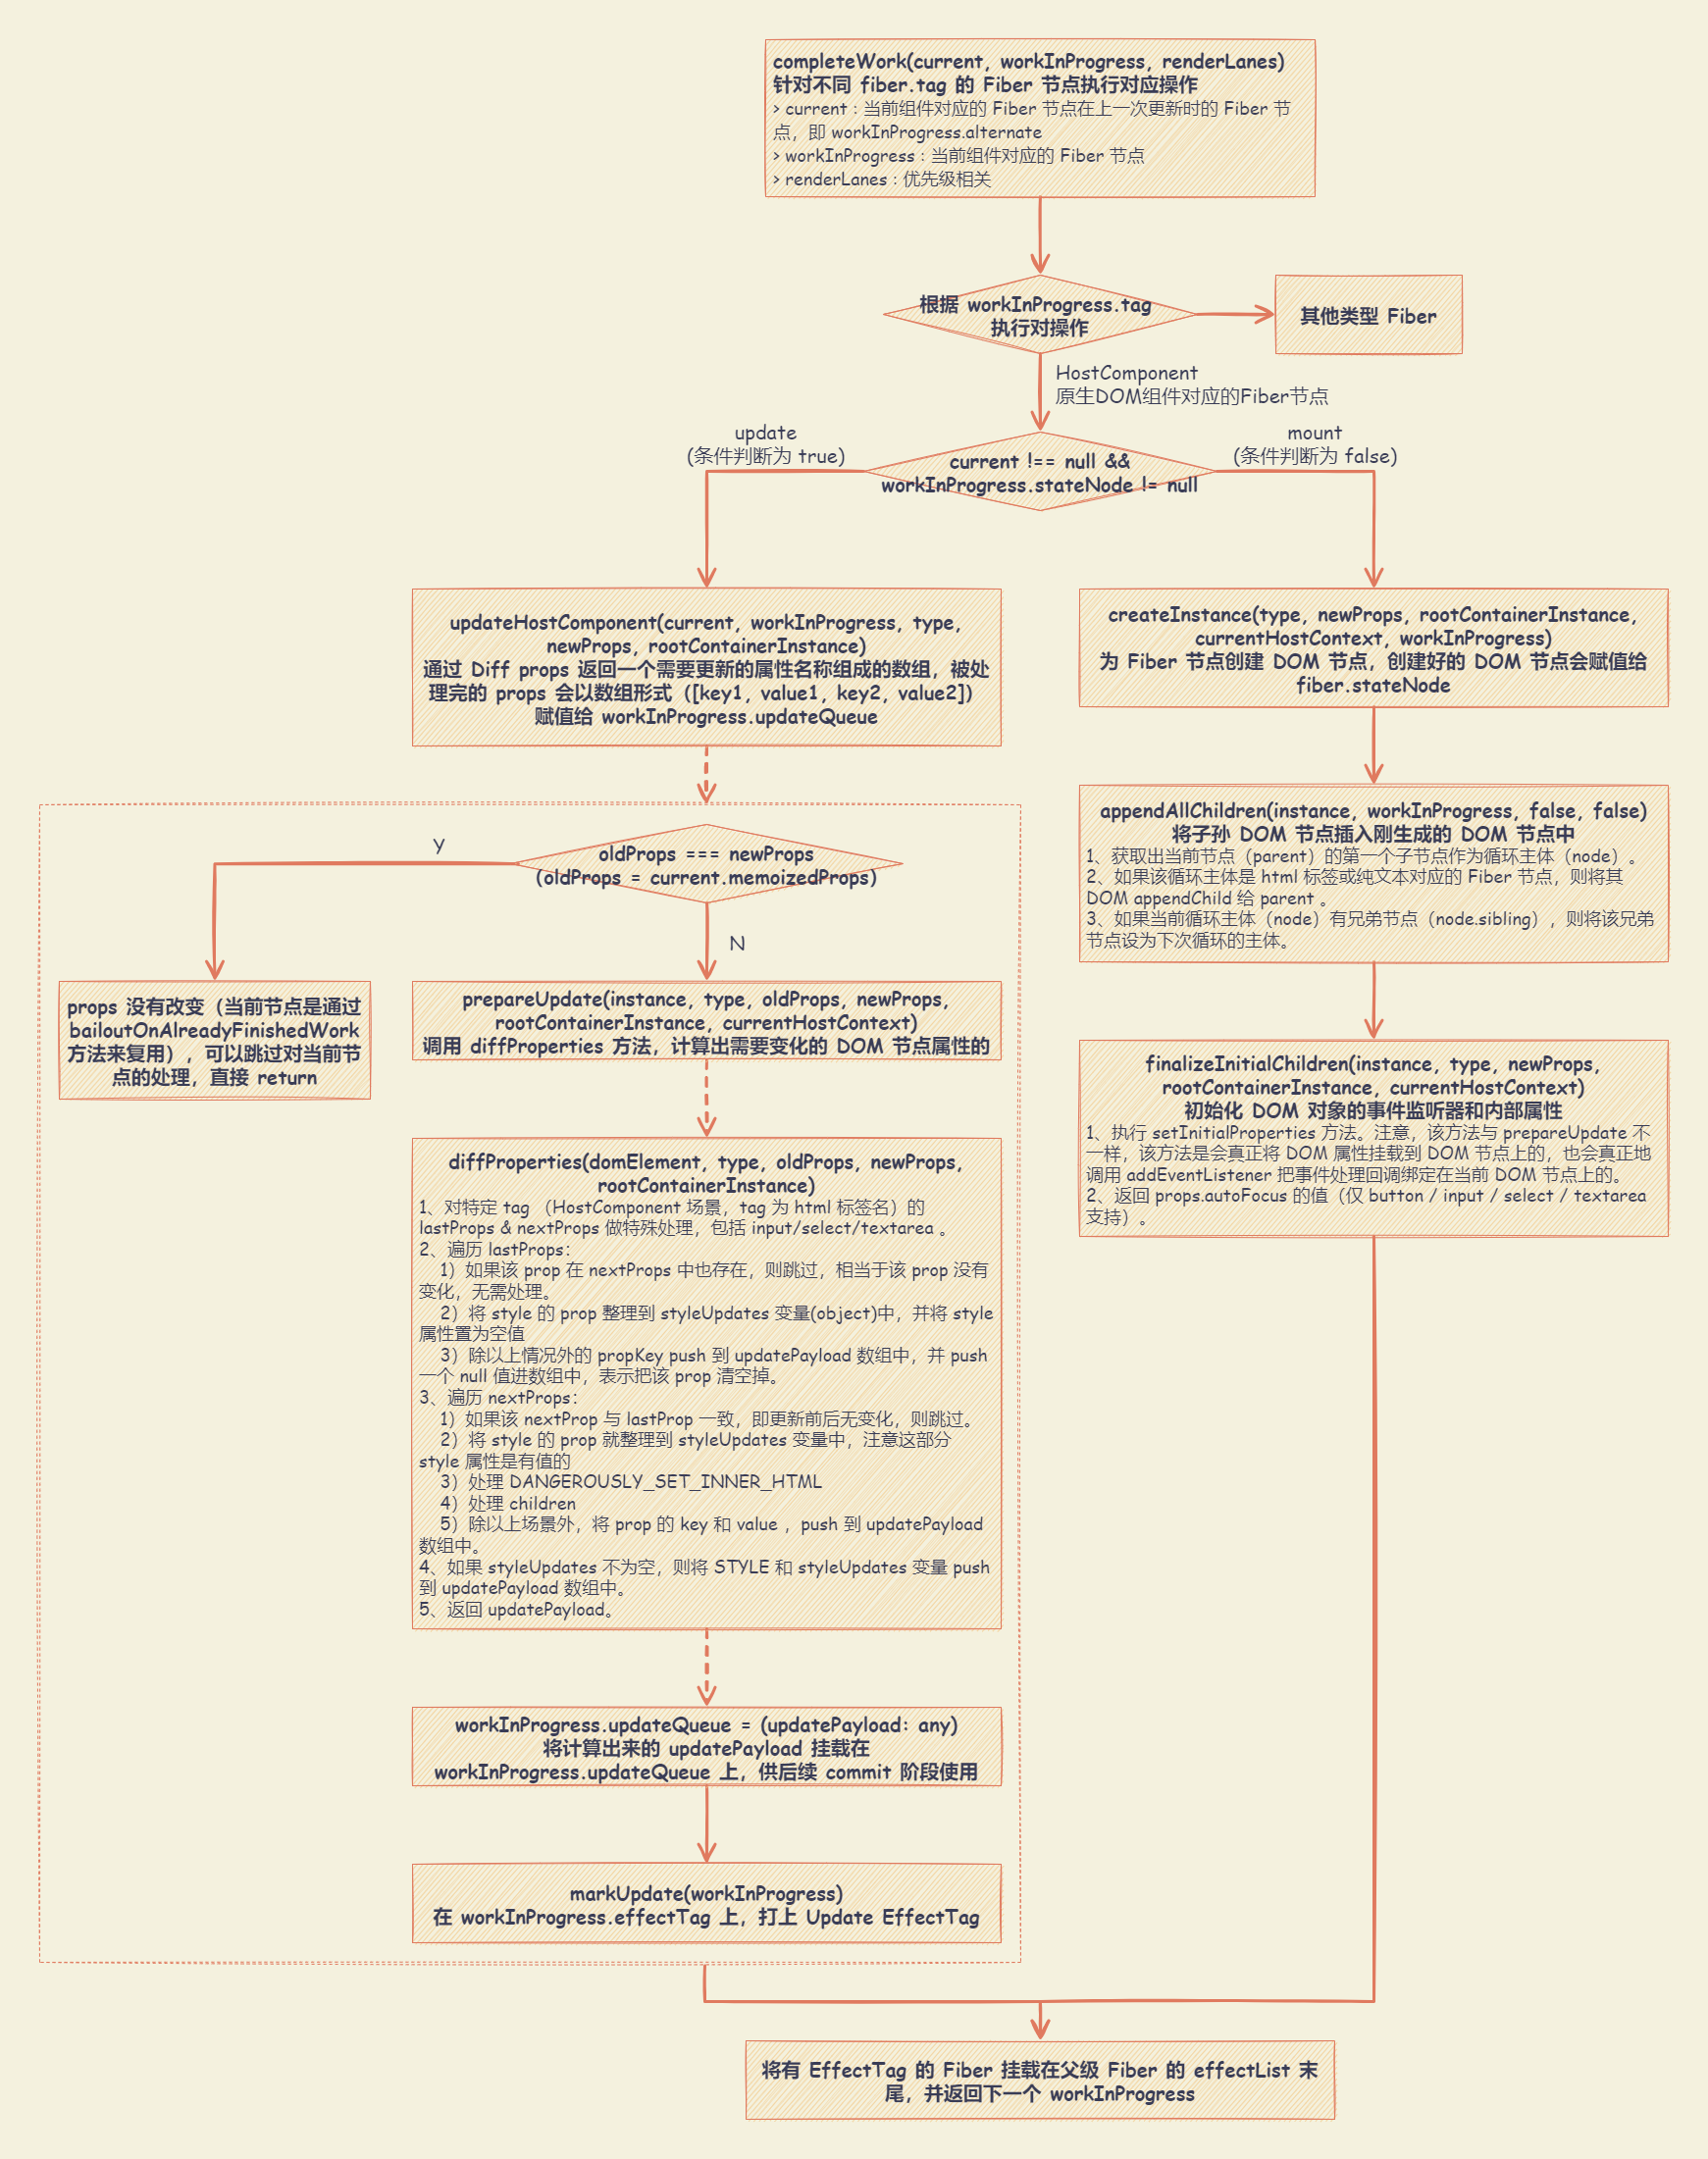 completeWork(current, workInProgress, renderLanes)
针对不同 fiber.tag 的 Fiber 节点执行对应操作
> current : 当前组件对应的 Fiber 节点在上一次更新时的 Fiber 节
点，即 workInProgress.alternate
> workInProgress : 当前组件对应的 Fiber 节点
> renderLanes : 优先级相关
根据 workInProgress.tag
执行对操作
其他类型 Fiber
HostComponent
原生DOM组件对应的Fiber节点
update
(条件判断为 true)
mount
(条件判断为 false)
current !== null &&
workInProgress.stateNode != null
updateHostComponent(current, workInProgress, type,
newProps, rootContainerInstance)
通过 Diff props 返回一个需要更新的属性名称组成的数组，被处
理完的 props 会以数组形式（[key1, value1, key2, value2]）
赋值给 workInProgress.updateQueue
createInstance(type, newProps, rootContainerInstance,
currentHostContext, workInProgress)
为 Fiber 节点创建 DOM 节点，创建好的 DOM 节点会赋值给
fiber.stateNode
appendAllChildren(instance, workInProgress, false, false)
将子孙 DOM 节点插入刚生成的 DOM 节点中
1、获取出当前节点（parent）的第一个子节点作为循环主体（node）。
2、如果该循环主体是 html 标签或纯文本对应的 Fiber 节点，则将其
DOM appendChild 给 parent 。
3、如果当前循环主体（node）有兄弟节点（node.sibling），则将该兄弟
节点设为下次循环的主体。
Y
oldProps === newProps
(oldProps = current.memoizedProps)
N
props 没有改变（当前节点是通过
bailoutOnAlreadyFinishedWork
方法来复用），可以跳过对当前节
点的处理，直接 return
prepareUpdate(instance, type, oldProps, newProps,
rootContainerInstance, currentHostContext)
调用 diffProperties 方法，计算出需要变化的 DOM 节点属性的
finalizeInitialChildren(instance, type, newProps,
rootContainerInstance, currentHostContext)
初始化 DOM 对象的事件监听器和内部属性
1、执行 setInitialProperties 方法。注意，该方法与 prepareUpdate 不
一样，该方法是会真正将 DOM 属性挂载到 DOM 节点上的，也会真正地
调用 addEventListener 把事件处理回调绑定在当前 DOM 节点上的。
2、返回 props.autoFocus 的值（仅 button / input / select / textarea
支持）。
diffProperties(domElement, type, oldProps, newProps,
rootContainerInstance)
1、对特定 tag （HostComponent 场景，tag 为 html 标签名）的
lastProps & nextProps 做特殊处理，包括 input/select/textarea 。
2、遍历 lastProps：
1）如果该 prop 在 nextProps 中也存在，则跳过，相当于该 prop 没有
变化，无需处理。
2）将 style 的 prop 整理到 styleUpdates 变量(object)中，并将 style
属性置为空值
3）除以上情况外的 propKey push 到 updatePayload 数组中，并 push
一个 null 值进数组中，表示把该 prop 清空掉。
3、遍历 nextProps：
1）如果该 nextProp 与 lastProp 一致，即更新前后无变化，则跳过。
2）将 style 的 prop 就整理到 styleUpdates 变量中，注意这部分
style 属性是有值的
3）处理 DANGEROUSLY_SET_INNER_HTML
4）处理 children
5）除以上场景外，将 prop 的 key 和 value ，push 到 updatePayload
数组中。
4、如果 styleUpdates 不为空，则将 STYLE 和 styleUpdates 变量 push
到 updatePayload 数组中。
5、返回 updatePayload。
workInProgress.updateQueue = (updatePayload: any)
将计算出来的 updatePayload 挂载在
workInProgress.updateQueue 上，供后续 commit 阶段使用
markUpdate(workInProgress)
在 workInProgress.effectTag 上，打上 Update EffectTag
将有 EffectTag 的 Fiber 挂载在父级 Fiber 的 effectList 末
尾，并返回下一个 workInProgress